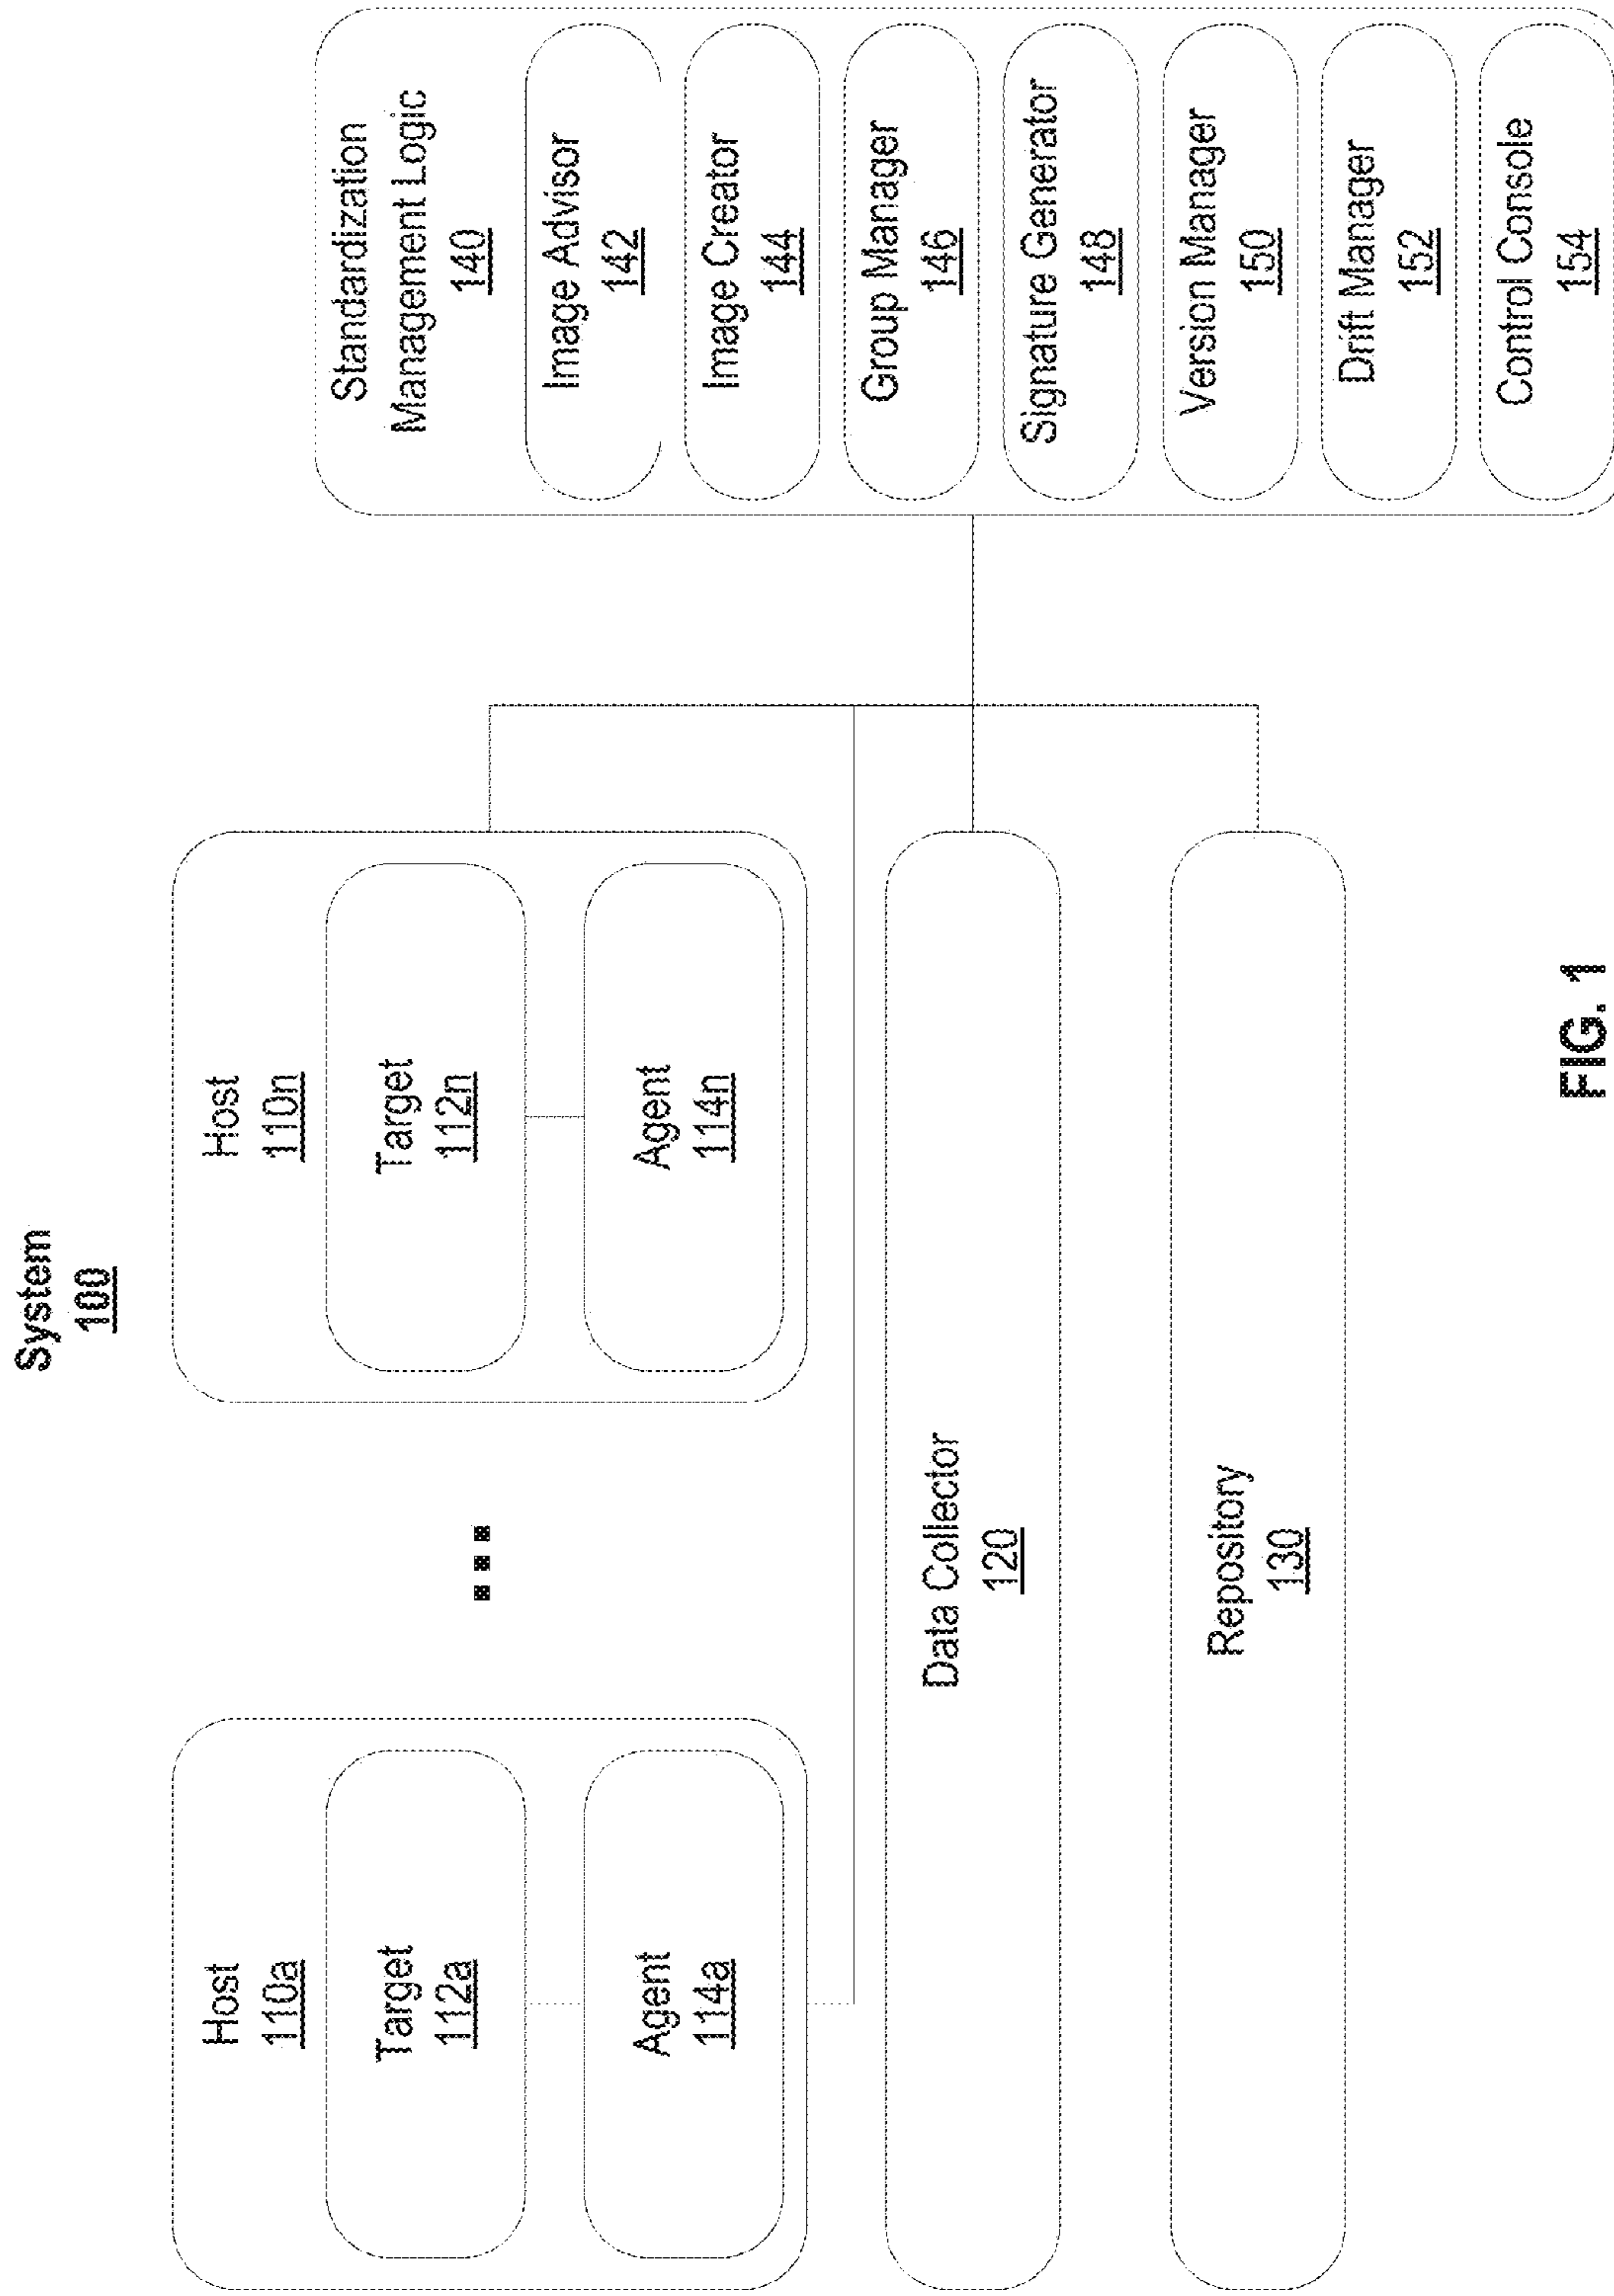 System
100
Host
110a
Target
112a
Agent
114a
Host
110n
Target
112n
Agent
114n
Data Collector
120
Repository
130
Standardization
Management Logic
140
Image Advisor
142
Image Creator
144
Group Manager
146
Signature Generator
148
Version Manager
150
Drift Manager
152
Control Console
154
FIG. 1